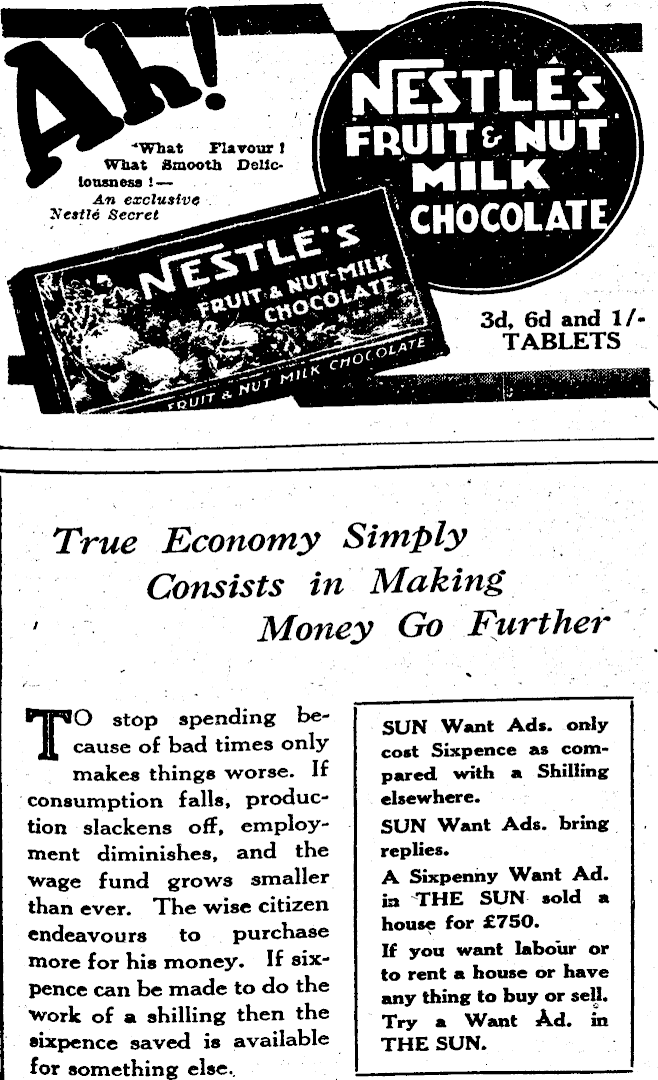 Ah!
"What Flavour!
What Smooth Delic-
iousness!—
An exclusive
Nestlé Secret
NESTLÉ'S
FRUIT & NUT
MILK
CHOCOLATE
NESTLÉ'S
FRUIT & NUT-MILK
CHOCOLATE
FRUIT & NUT MILK CHOCOLATE
3d, 6d and 1/-
TABLETS
True Economy Simply
Consists in Making
Money Go Further
TO stop spending be-
cause of bad times only
makes things worse. If
consumption falls, produc-
tion slackens off, employ-
ment diminishes, and the
wage fund grows smaller
than ever. The wise citizen
endeavours to purchase
more for his money. If six-
pence can be made to do the
work of a shilling then the
sixpence saved is available
for something else.
SUN Want Ads. only
cost Sixpence as com-
pared with a Shilling
elsewhere.
SUN Want Ads. bring
replies.
A Sixpenny Want Ad.
in THE SUN sold a
house for £750.
If you want labour or
to rent a house or have
any thing to buy or sell.
Try a Want Ad. in
THE SUN.